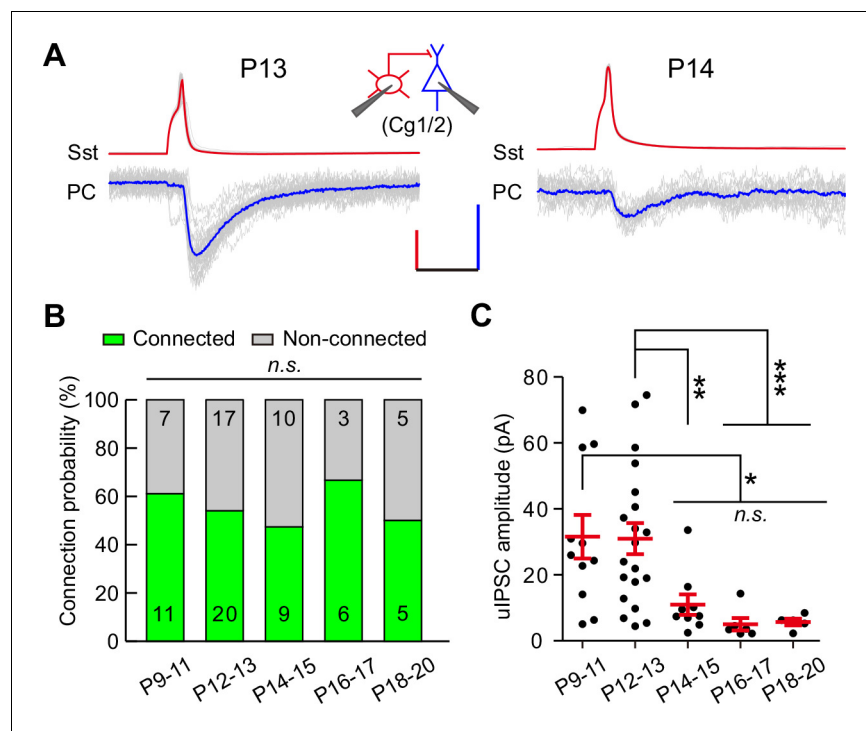 A
P13
P14
(Cg1/2)
Sst
PC
Sst
PC
B
Connected
Non-connected
n.s.
Connection probability (%)
100
80
60
40
20
0
7
17
10
3
5
11
20
9
6
5
P9-11
P12-13
P14-15
P16-17
P18-20
C
uIPSC amplitude (pA)
80
60
40
20
0
**
***
*
n.s.
P9-11
P12-13
P14-15
P16-17
P18-20